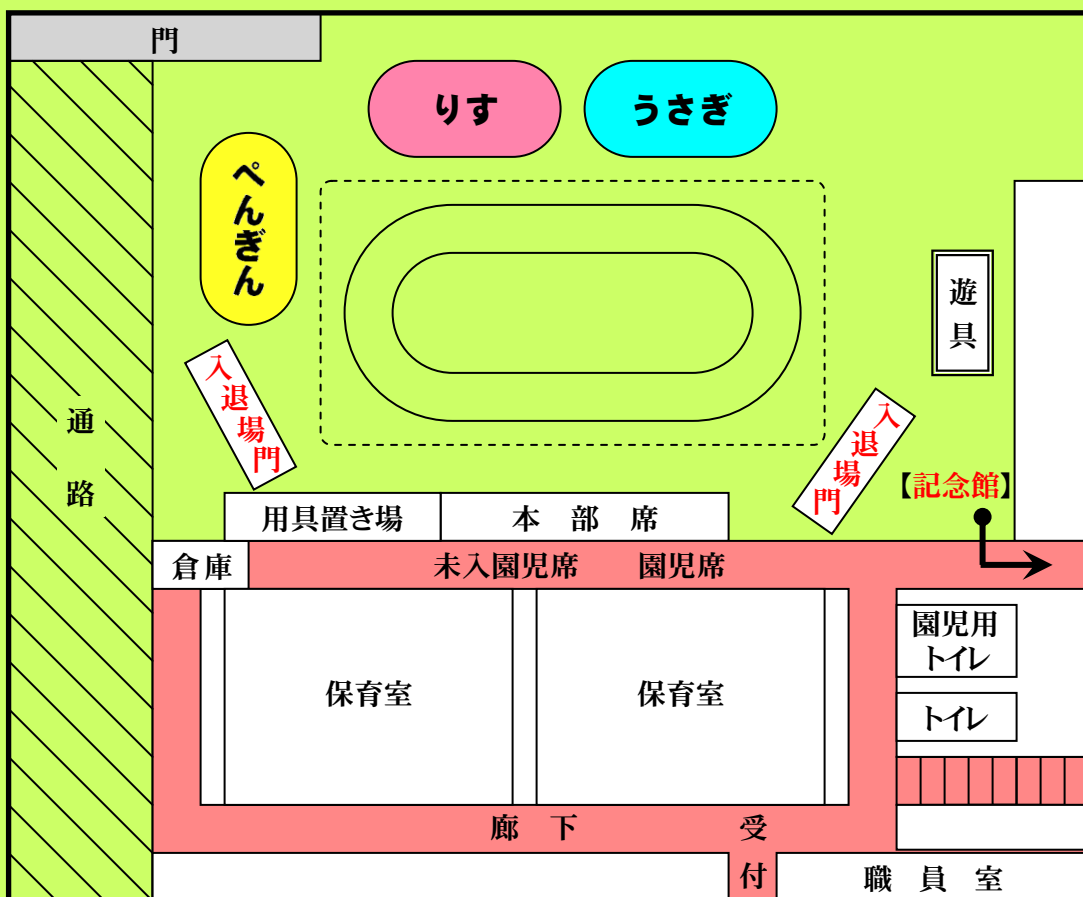 門
りす
うさぎ
ぺんぎん
遊具
入退場門
入退場門
通路
【記念館】
用具置き場
本部席
倉庫
未入園児席
園児席
園児用
トイレ
保育室
保育室
トイレ
廊下
受付
職員室